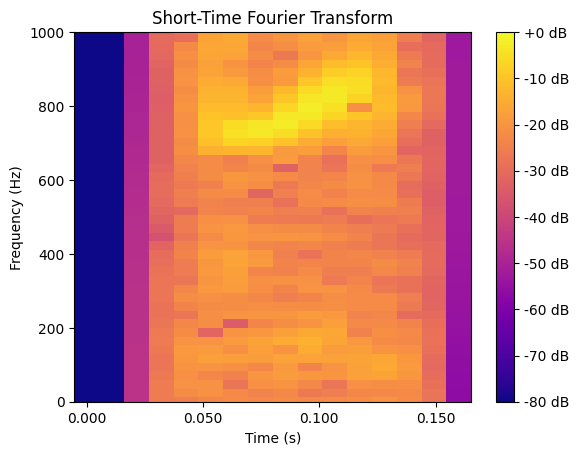 Short-Time Fourier Transform
1000
800
600
400
200
0
Frequency (Hz)
0.000
0.050
0.100
0.150
Time (s)
+0 dB
-10 dB
-20 dB
-30 dB
-40 dB
-50 dB
-60 dB
-70 dB
-80 dB